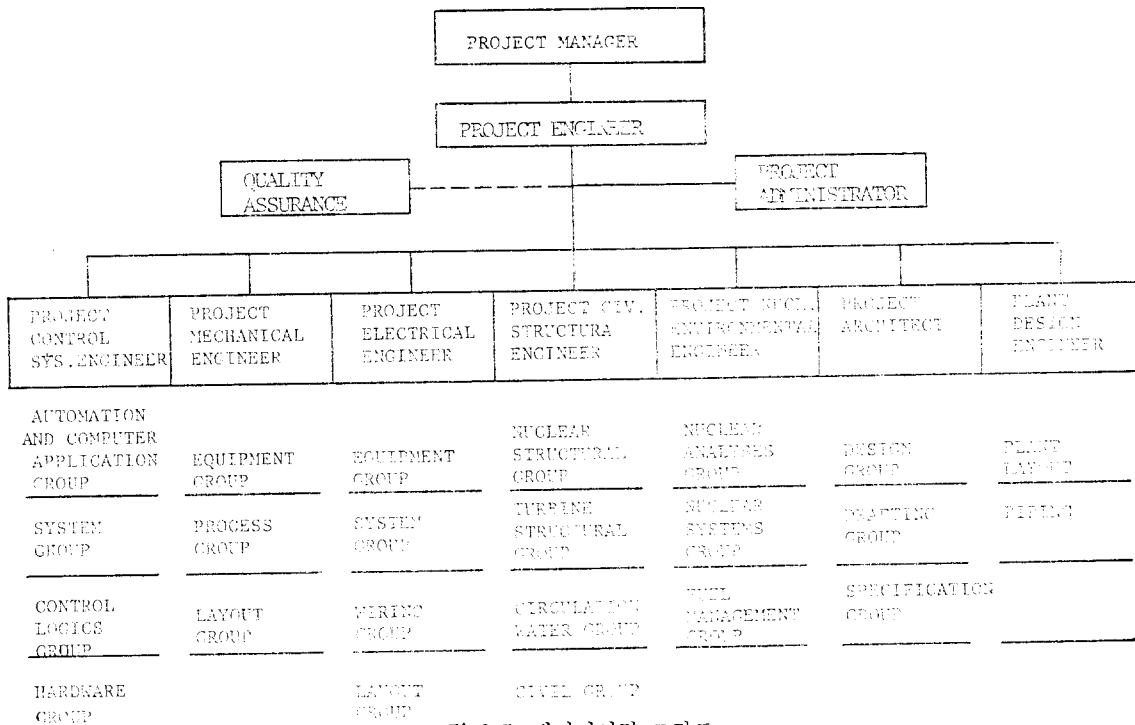 PROJECT MANAGER
PROJECT ENGINEER
QUALITY
ASSURANCE
PROJECT
ADMINISTRATOR
PROJECT
CONTROL
SYS.ENGINEER
PROJECT
MECHANICAL
ENGINEER
PROJECT
ELECTRICAL
ENGINEER
PROJECT CIV.
STRUCTURA
ENGINEER
PROJECT NUCL.
ENVIRONMENTAL
ENGINEER
PROJECT
ARCHITECT
PLANT
DESIGN
ENGINEER
AUTOMATION
AND COMPUTER
APPLICATION
GROUP
EQUIPMENT
GROUP
EQUIPMENT
GROUP
NUCLEAR
STRUCTURAL
GROUP
NUCLEAR
ANALYSES
GROUP
DESIGN
GROUP
PLANT
LAYOUT
SYSTEM
GROUP
PROCESS
GROUP
SYSTEM
GROUP
TURBINE
STRUCTURAL
GROUP
NUCLEAR
SYSTEMS
GROUP
DRAFTING
GROUP
PIPING
CONTROL
LOGICS
GROUP
LAYOUT
GROUP
WIRING
GROUP
CIRCULATION
WATER GROUP
FUEL
MANAGEMENT
GROUP
SPECIFICATION
GROUP
HARDWARE
GROUP
LAYOUT
GROUP
CIVIL GROUP